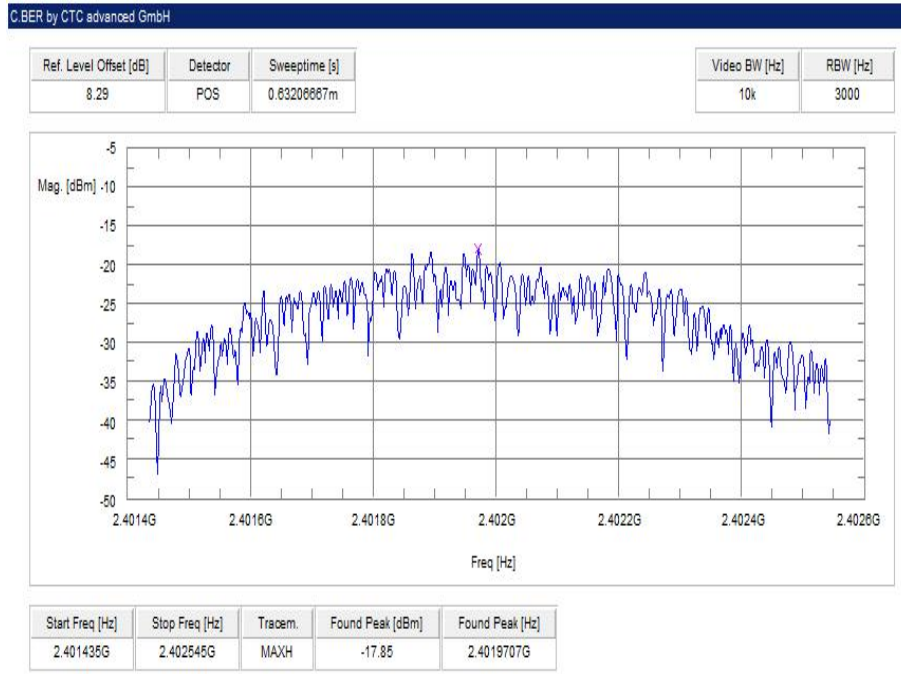 C.BER by CTC advanced GmbH
Ref. Level Offset [dB] Detector Sweeptime [s] Video BW [Hz] RBW [Hz]
8.29 POS 0.63206667m 10k 3000
-5
Mag. [dBm] -10
-15
-20
-25
-30
-35
-40
-45
-50
2.4014G 2.4016G 2.4018G 2.402G 2.4022G 2.4024G 2.4026G
Freq [Hz]
Start Freq [Hz] Stop Freq [Hz] Tracem. Found Peak [dBm] Found Peak [Hz]
2.401435G 2.402545G MAXH -17.85 2.4019707G